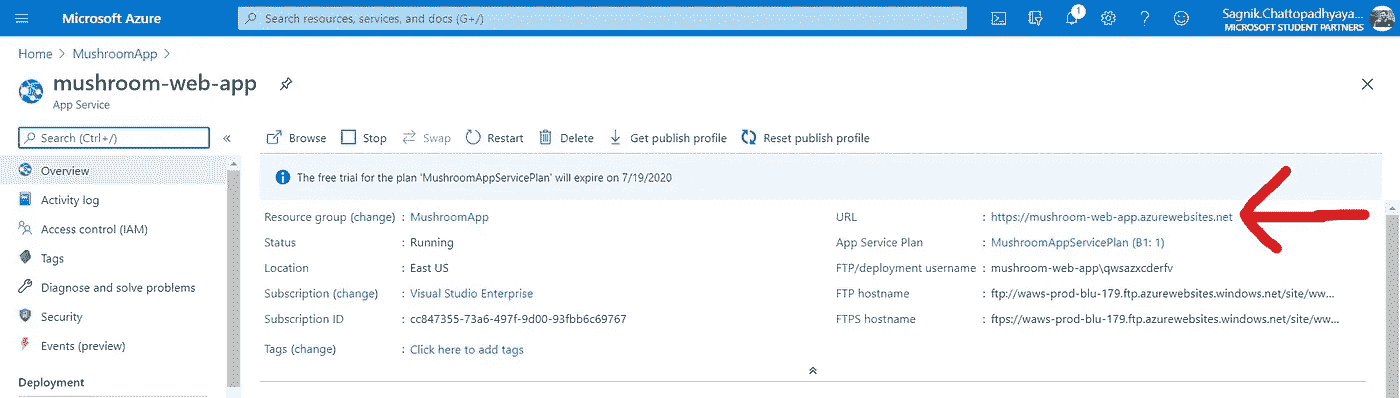 Microsoft Azure
Search resources, services, and docs (G+/)
1
Sagnik.Chattopadhyaya...
MICROSOFT STUDENT PARTNERS
Home > MushroomApp >
mushroom-web-app
App Service
Search (Ctrl+/)
«
Overview
Activity log
Access control (IAM)
Tags
Diagnose and solve problems
Security
Events (preview)
Deployment
Browse Stop Swap Restart Delete Get publish profile Reset publish profile
The free trial for the plan 'MushroomAppServicePlan' will expire on 7/19/2020
Resource group (change) : MushroomApp
Status : Running
Location : East US
Subscription (change) : Visual Studio Enterprise
Subscription ID : cc847355-73a6-497f-9d00-93fbb6c69767
Tags (change) : Click here to add tags
URL : https://mushroom-web-app.azurewebsites.net
App Service Plan : MushroomAppServicePlan (B1: 1)
FTP/deployment username : mushroom-web-app\qwsazxcderfv
FTP hostname : ftp://waws-prod-blu-179.ftp.azurewebsites.windows.net/site/ww...
FTPS hostname : ftps://waws-prod-blu-179.ftp.azurewebsites.windows.net/site/ww...